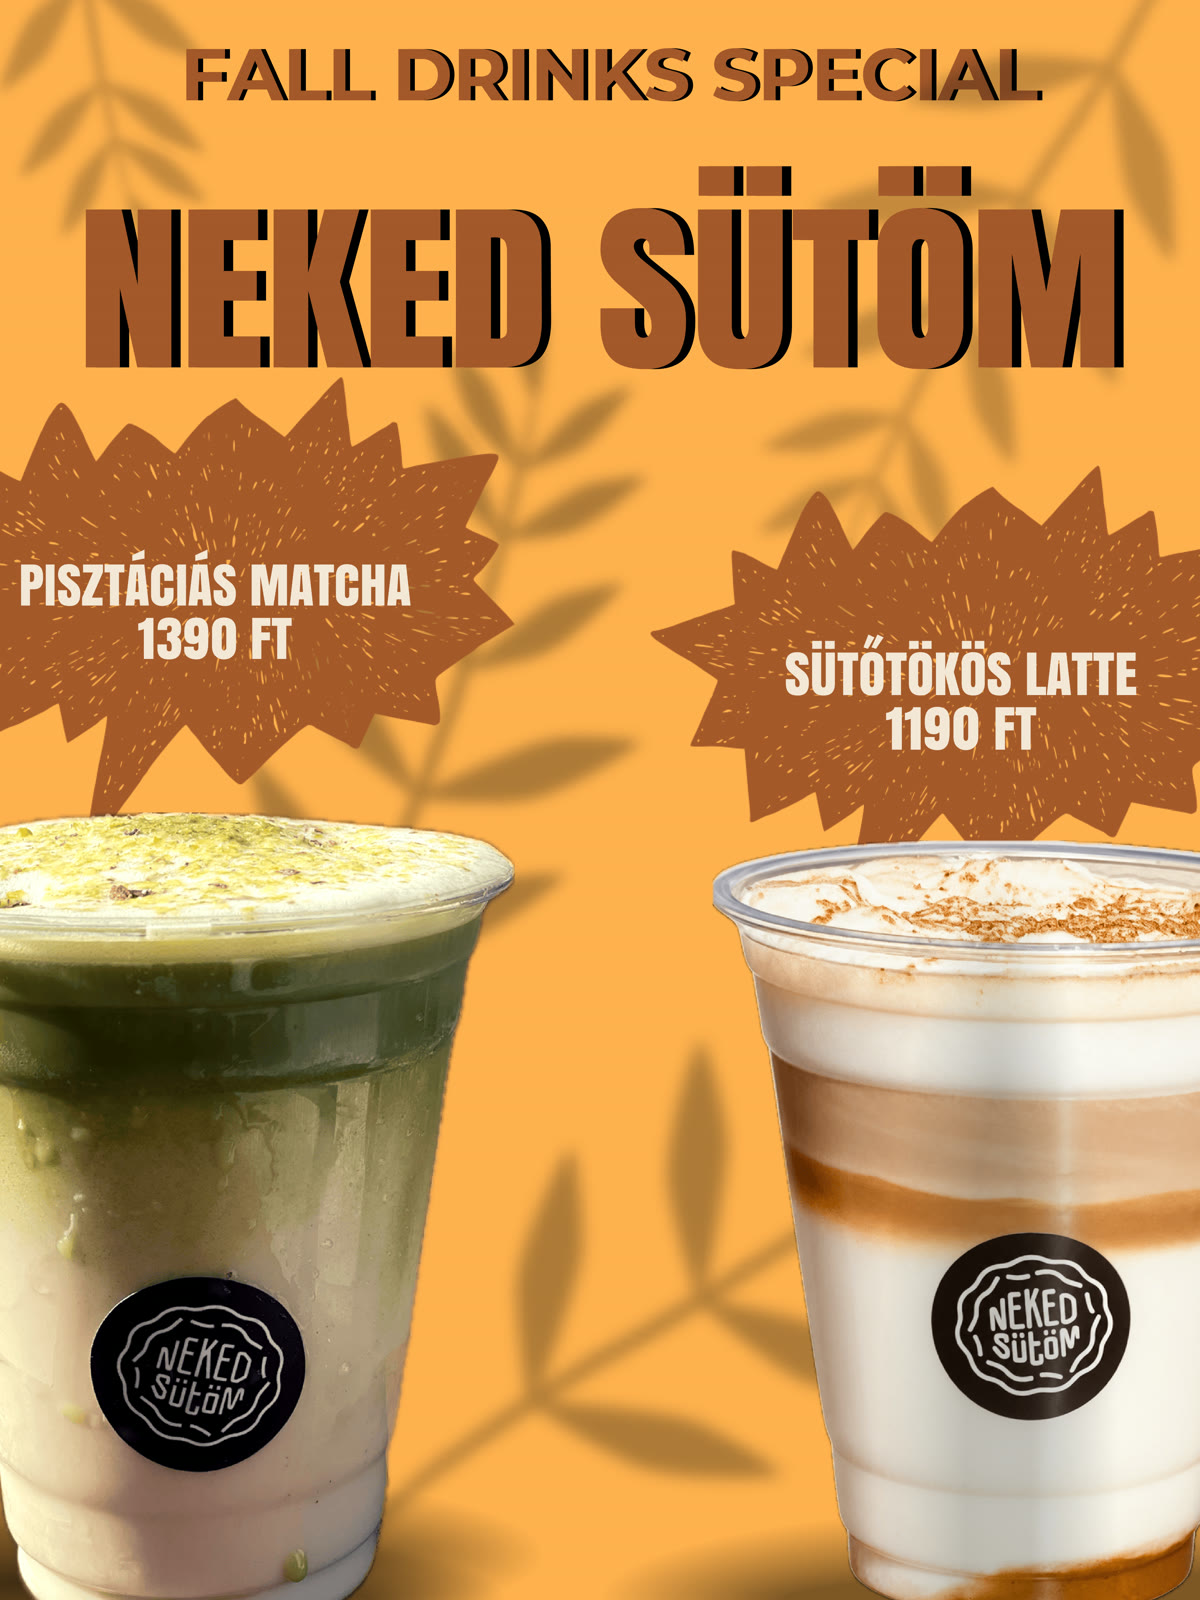 FALL DRINKS SPECIAL
NEKED SÜTÖM
PISZTÁCIÁS MATCHA
1390 FT
SÜTŐTÖKÖS LATTE
1190 FT
NEKED
SÜTÖM
NEKED
SÜTÖM